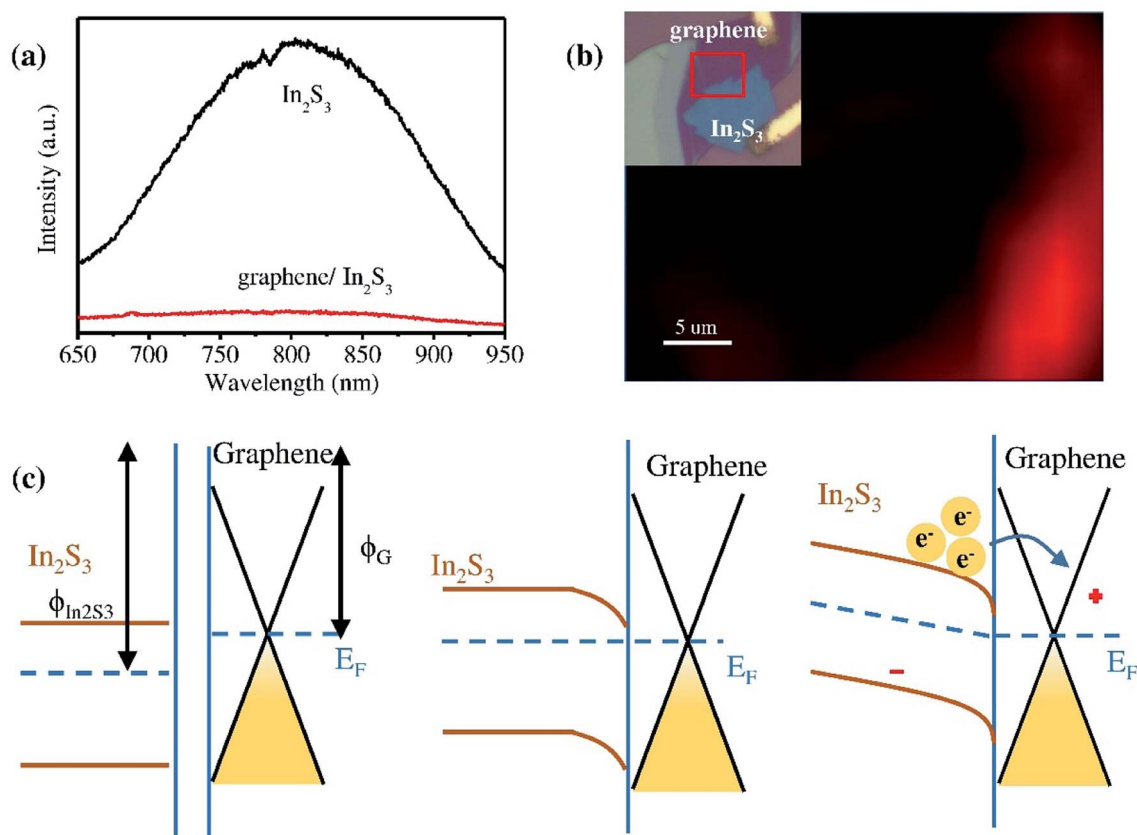 (a)
In₂S₃
graphene/ In₂S₃
Intensity (a.u.)
650 700 750 800 850 900 950
Wavelength (nm)
(b)
graphene
In₂S₃
5 um
(c)
In₂S₃
ϕIn2S3
Graphene
ϕG
EF
In₂S₃
Graphene
EF
In₂S₃
e⁻
e⁻
e⁻
Graphene
+
−
EF